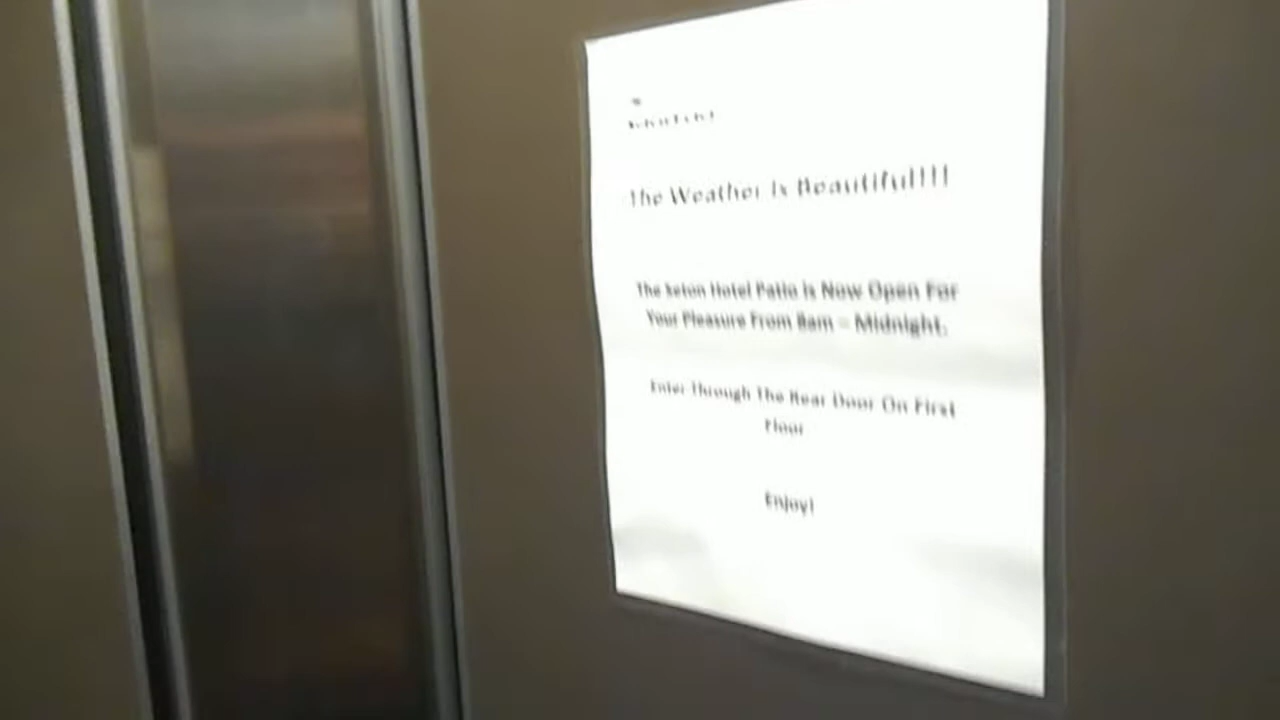 The Weather Is Beautiful!!!
The Seton Hotel Patio is Now Open For
Your Pleasure From 8am - Midnight.
Enter Through The Rear Door On First
Floor
Enjoy!